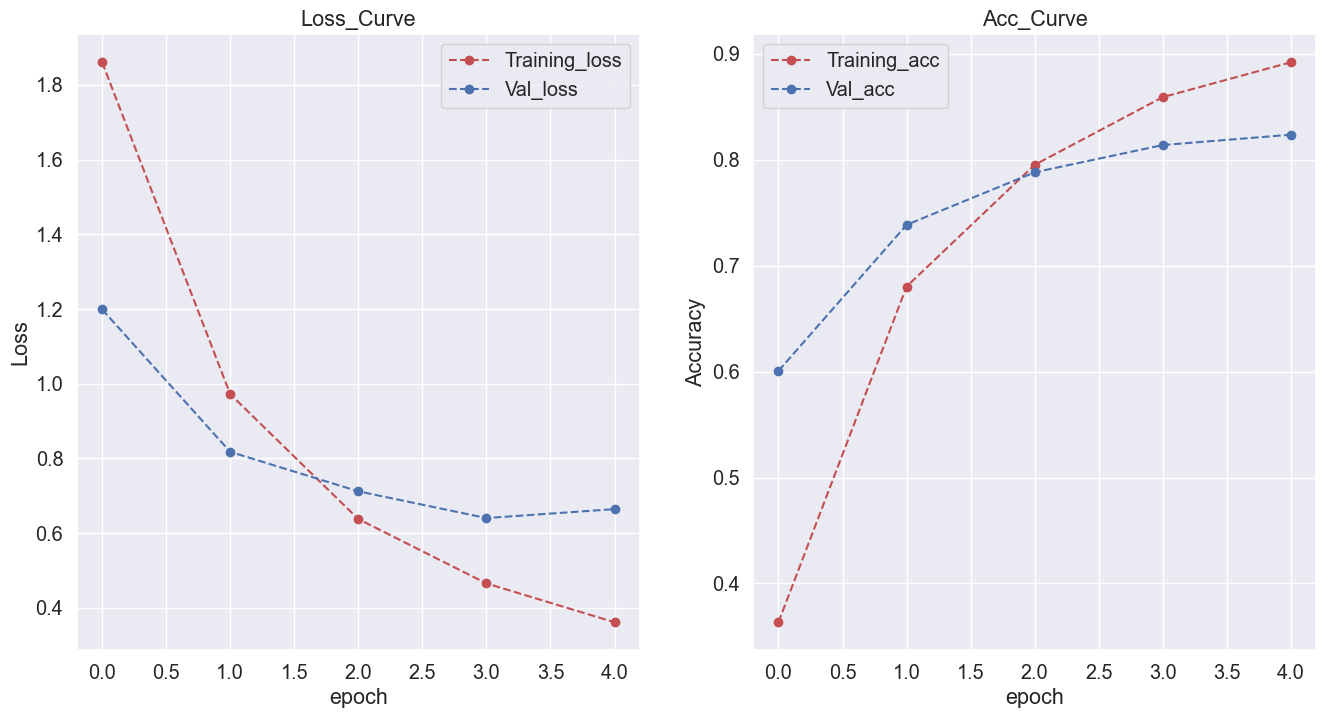 Loss_Curve
Training_loss
Val_loss
1.8
1.6
1.4
1.2
1.0
0.8
0.6
0.4
Loss
0.0 0.5 1.0 1.5 2.0 2.5 3.0 3.5 4.0
epoch
Acc_Curve
Training_acc
Val_acc
0.9
0.8
0.7
0.6
0.5
0.4
Accuracy
0.0 0.5 1.0 1.5 2.0 2.5 3.0 3.5 4.0
epoch